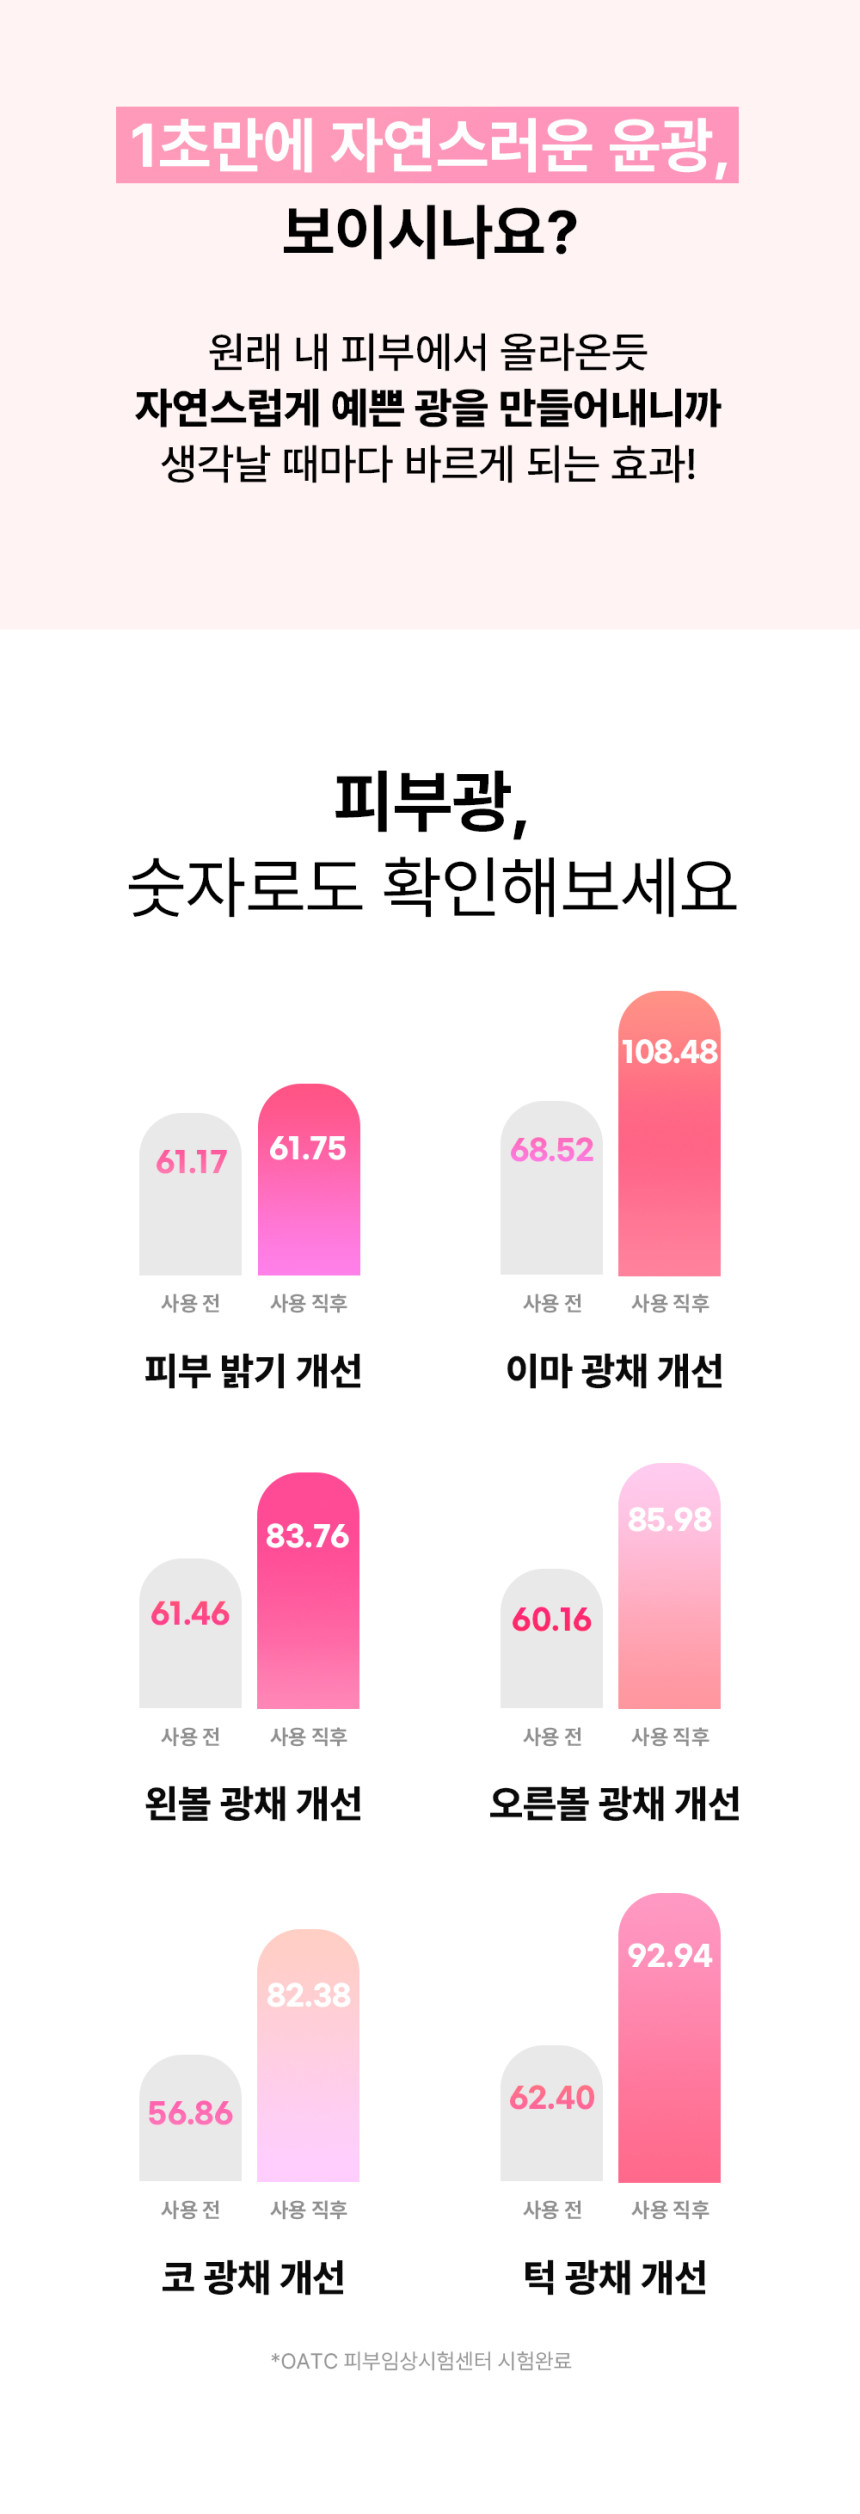 1초만에 자연스러운 윤광,
보이시나요?
원래 내 피부에서 올라온듯
자연스럽게 예쁜 광을 만들어내니까
생각날 때마다 바르게 되는 효과!
피부광,
숫자로도 확인해보세요
61.17 61.75
사용 전 사용 직후
피부 밝기 개선
68.52 108.48
사용 전 사용 직후
이마 광채 개선
61.46 83.76
사용 전 사용 직후
왼볼 광채 개선
60.16 85.98
사용 전 사용 직후
오른볼 광채 개선
56.86 82.38
사용 전 사용 직후
코 광채 개선
62.40 92.94
사용 전 사용 직후
턱 광채 개선
*OATC 피부임상시험센터 시험완료